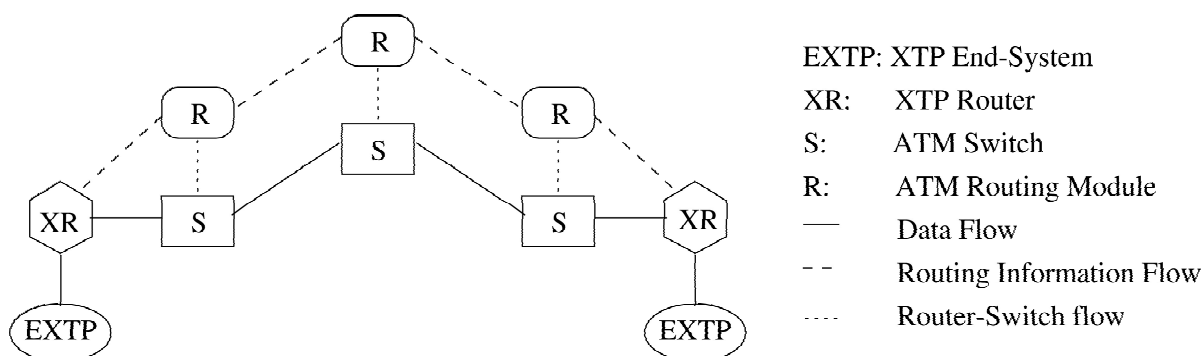 R
R
R
S
XR
S
S
XR
EXTP
EXTP
EXTP: XTP End-System
XR: XTP Router
S: ATM Switch
R: ATM Routing Module
Data Flow
Routing Information Flow
Router-Switch flow